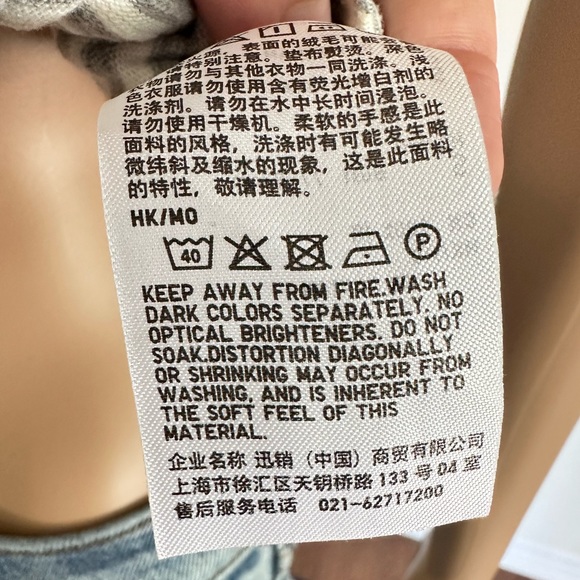 源，表面的绒毛可能
特别注意。垫布熨烫。深色
衣物请勿与其他衣物一同洗涤，浅
色衣服请勿使用含有荧光增白剂的
洗涤剂。请勿在水中长时间浸泡。
请勿使用干燥机。柔软的手感是此
面料的风格，洗涤时有可能发生略
微纬斜及缩水的现象，这是此面料
的特性，敬请理解。
HK/MO
40 P
KEEP AWAY FROM FIRE.WASH
DARK COLORS SEPARATELY. NO
OPTICAL BRIGHTENERS. DO NOT
SOAK.DISTORTION DIAGONALLY
OR SHRINKING MAY OCCUR FROM
WASHING, AND IS INHERENT TO
THE SOFT FEEL OF THIS
MATERIAL.
企业名称 迅销（中国）商贸有限公司
上海市徐汇区天钥桥路 133 号 04 室
售后服务电话 021-62717200